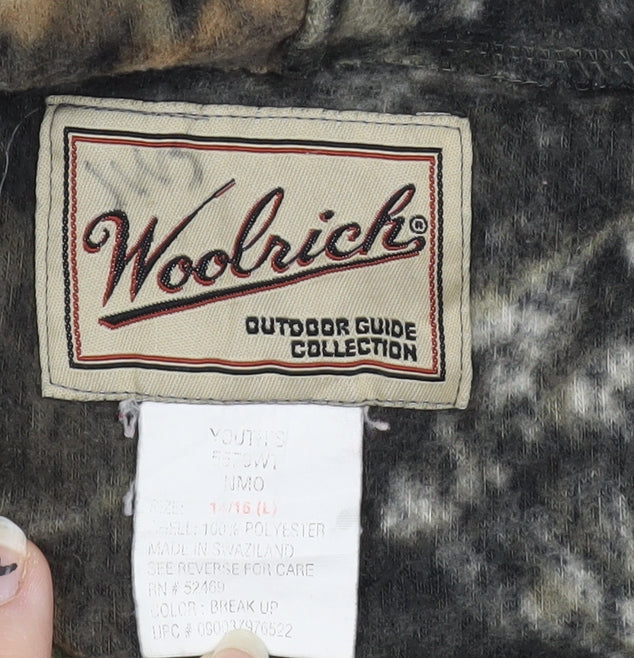 Woolrich®
OUTDOOR GUIDE
COLLECTION
YOUTH'S
NMO
SIZE: 14/16 (L)
SHELL: 100% POLYESTER
MADE IN SWAZILAND
SEE REVERSE FOR CARE
RN # 52469
COLOR : BREAK UP
UPC #